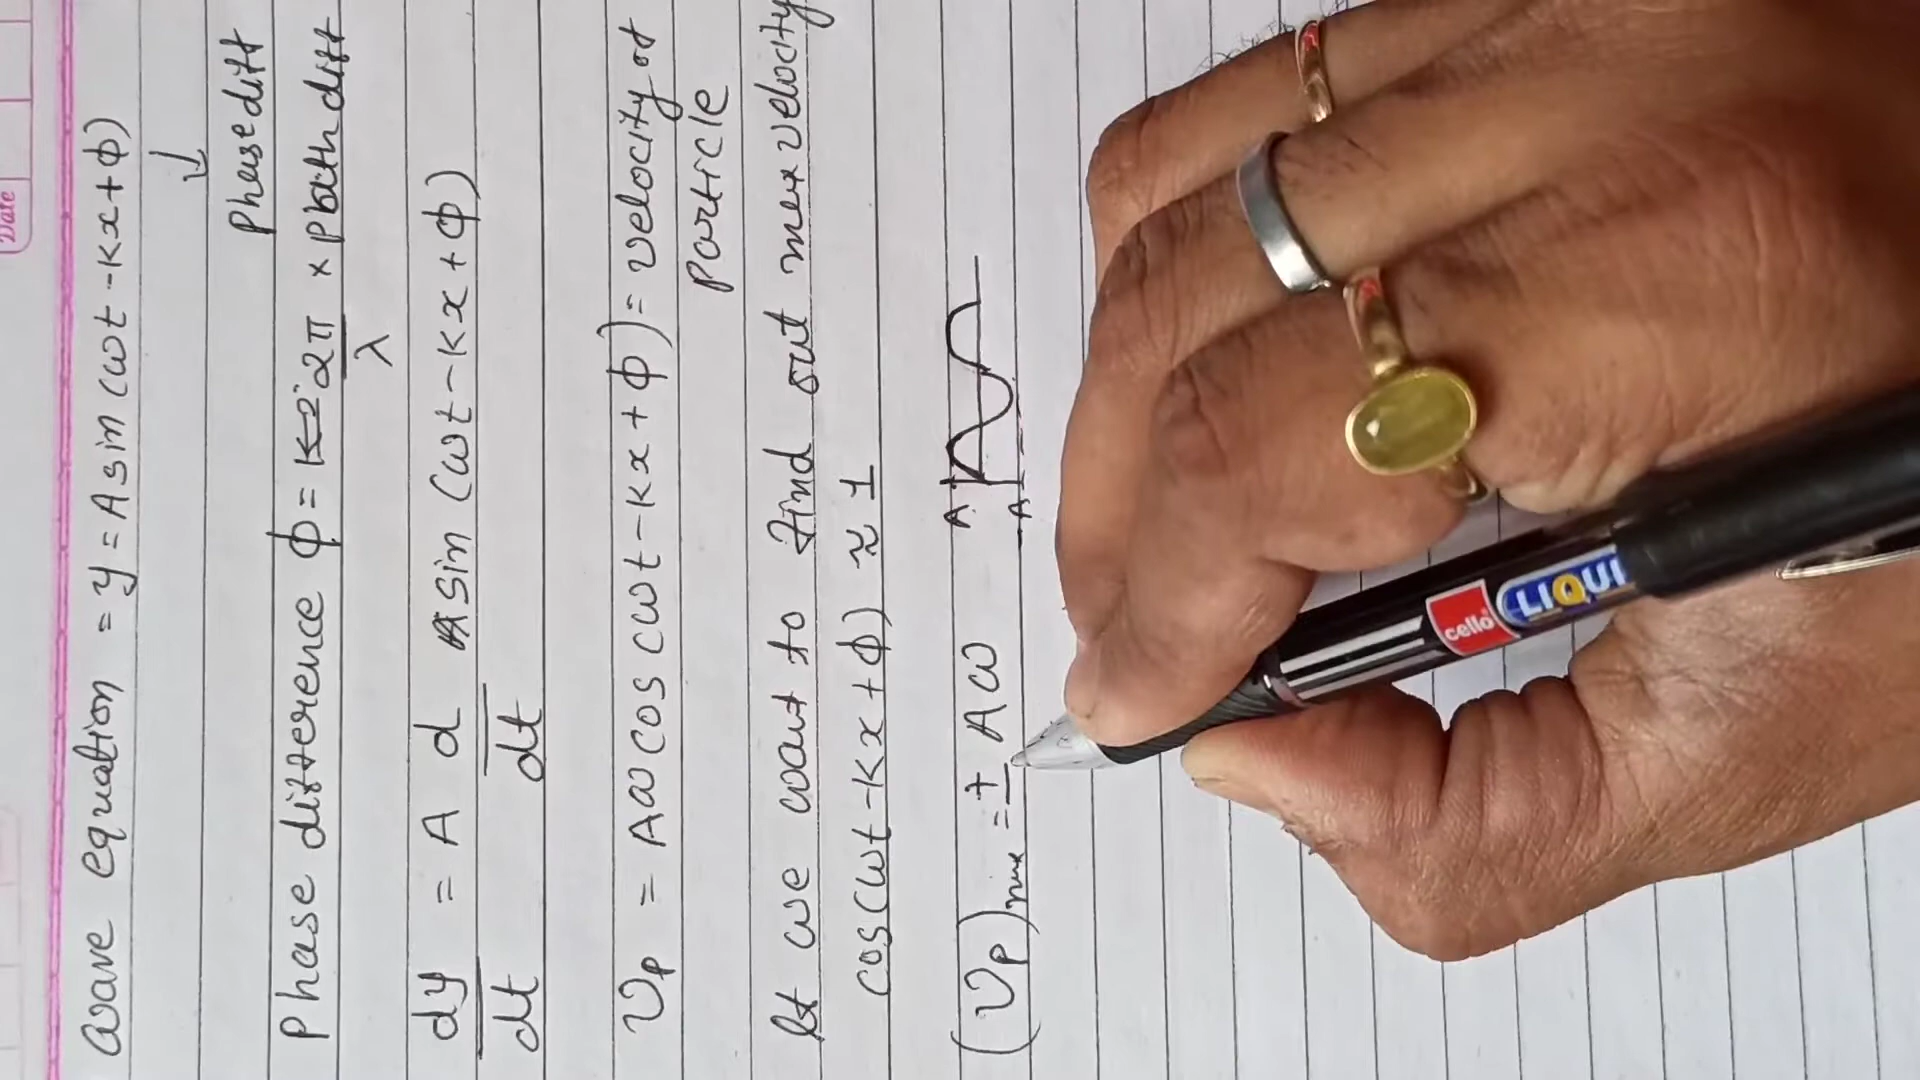 Date
wave equation = y = A sin (ωt - kx + φ)
↓
Phase diff
Phase difference φ = 2π/λ × Path diff
dy/dt = A d/dt sin (ωt - kx + φ)
υp = Aω cos (ωt - kx + φ) = velocity of
particle
If we want to find out max velocity
cos (ωt - kx + φ) ≈ 1
(υp)max = ± Aω
A
-A
cello
LIQUI